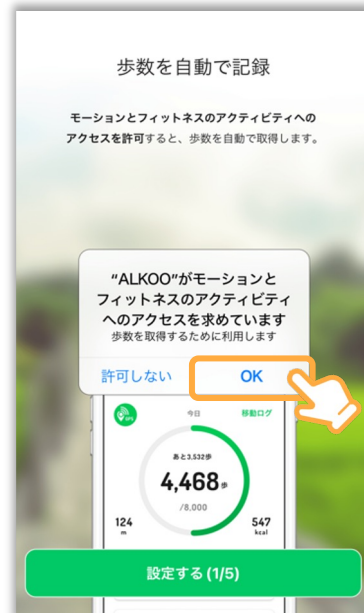 歩数を自動で記録
モーションとフィットネスのアクティビティへの
アクセスを許可すると、歩数を自動で取得します。
"ALKOO"がモーションと
フィットネスのアクティビティ
へのアクセスを求めています
歩数を取得するために利用します
許可しない
OK
GPS
今日
移動ログ
あと3,532歩
4,468歩
/8,000
124
m
547
kcal
設定する (1/5)